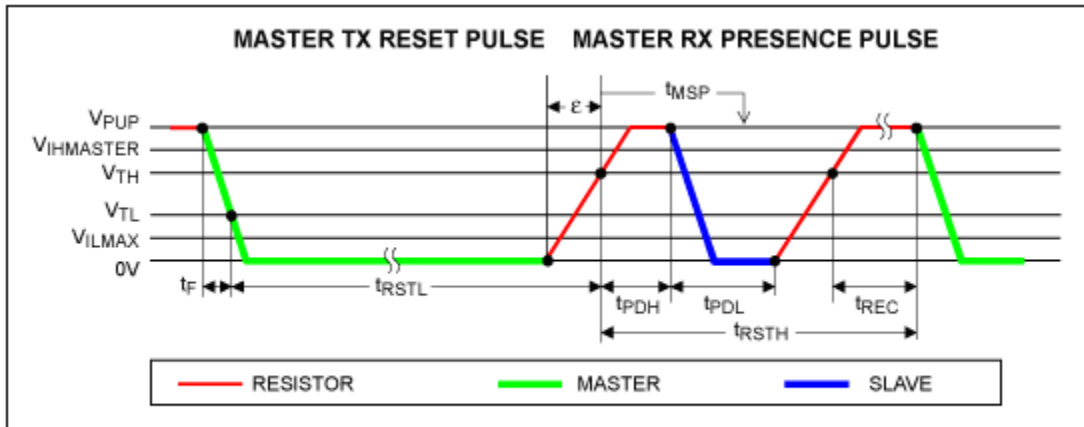 MASTER TX RESET PULSE MASTER RX PRESENCE PULSE
ε tMSP
VPUP
VIHMASTER
VTH
VTL
VILMAX
0V
tF tRSTL tPDH tPDL tREC
tRSTH
RESISTOR MASTER SLAVE